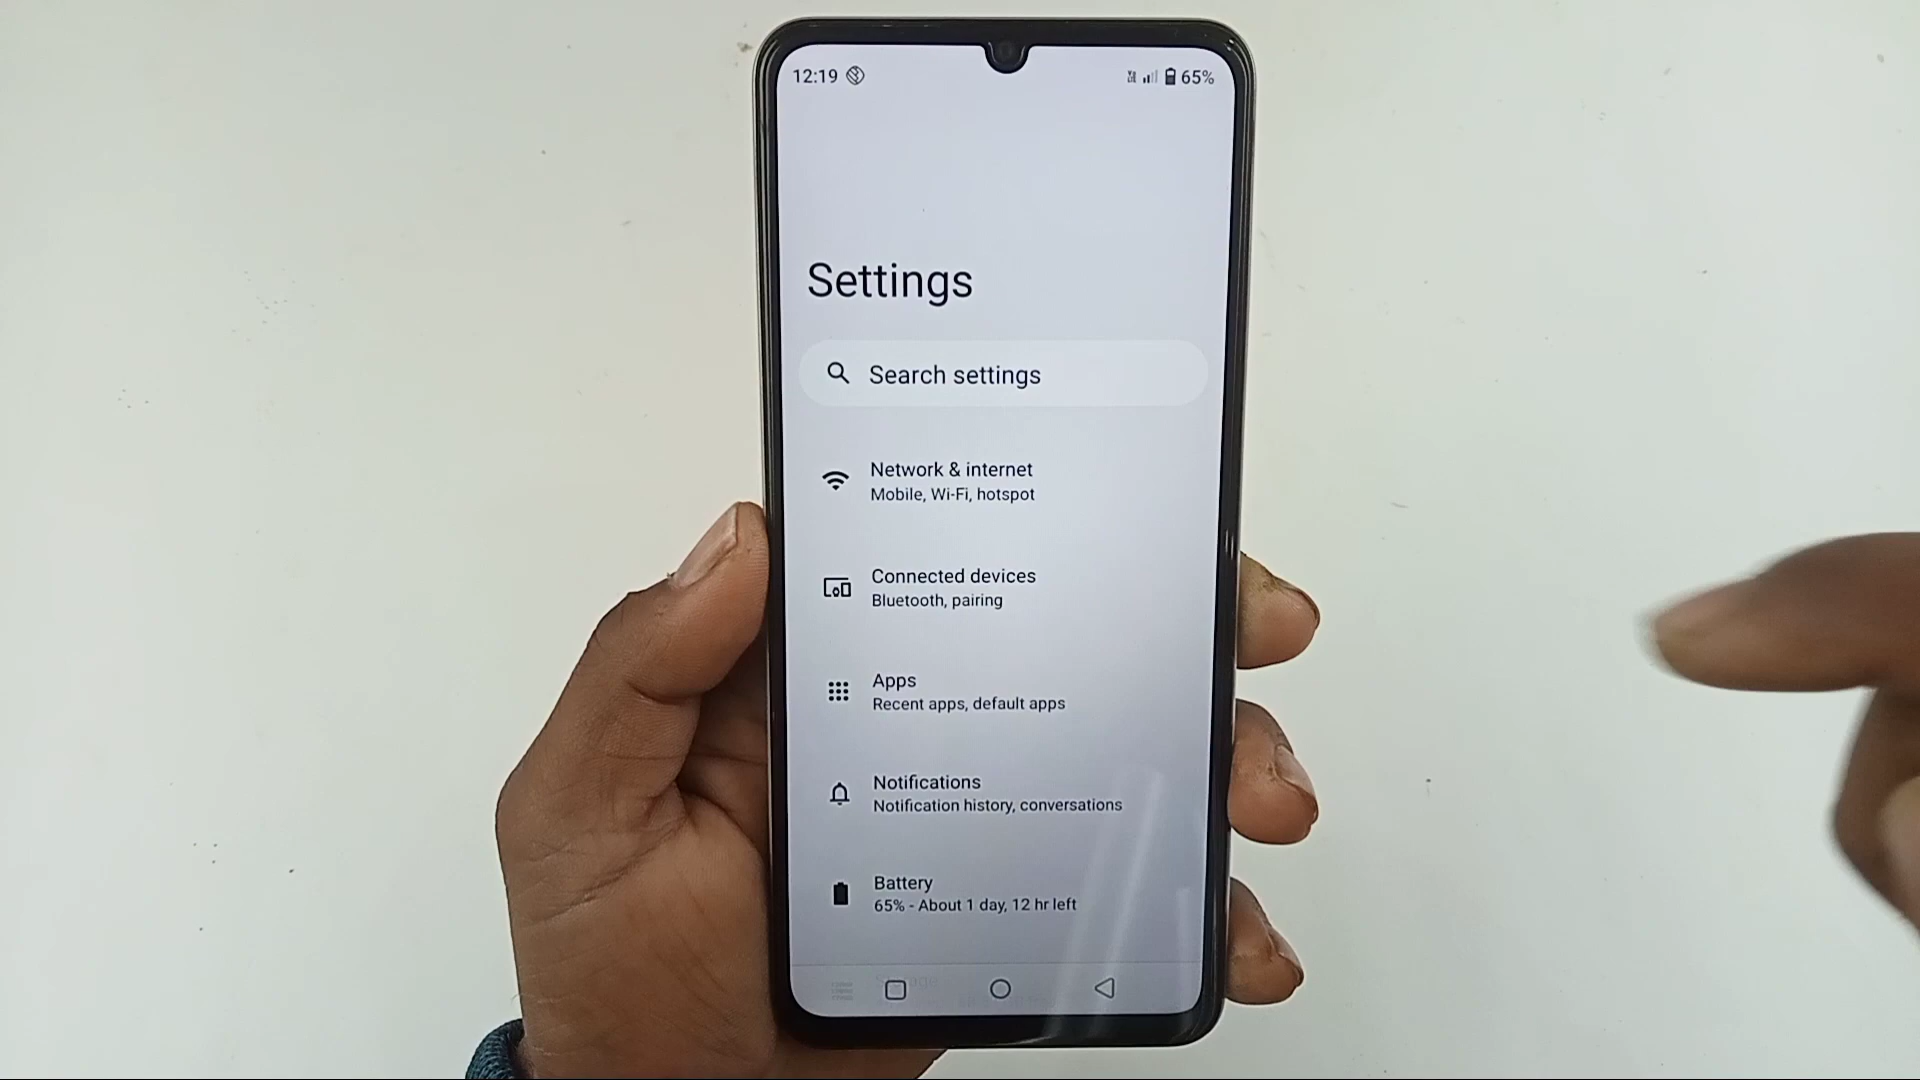 12:19 65%
Settings
Search settings
Network & internet
Mobile, Wi-Fi, hotspot
Connected devices
Bluetooth, pairing
Apps
Recent apps, default apps
Notifications
Notification history, conversations
Battery
65% - About 1 day, 12 hr left